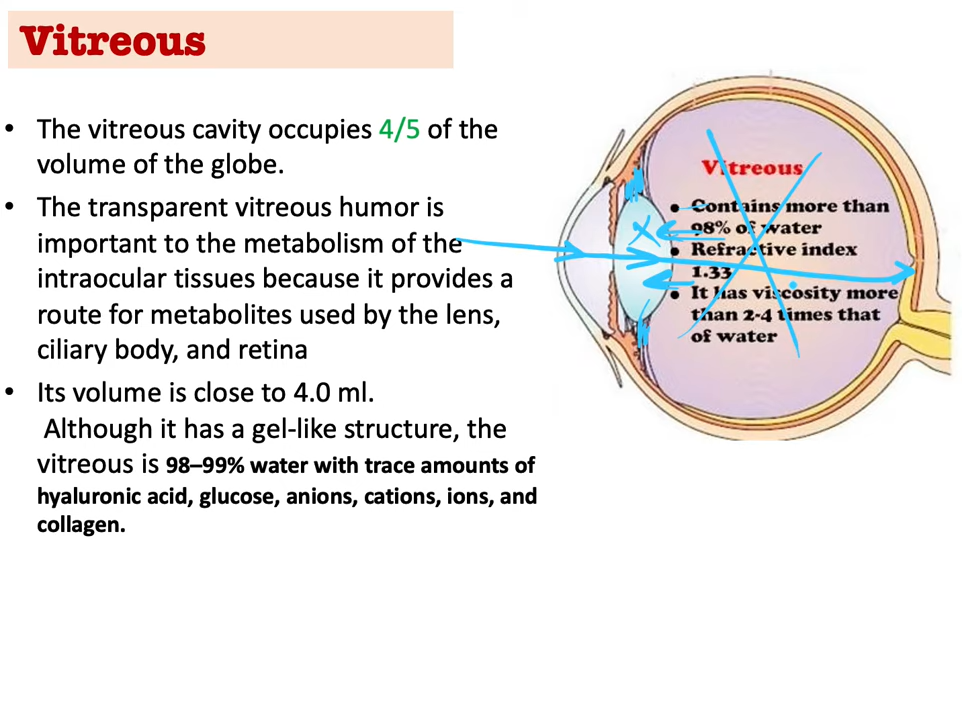 Vitreous
• The vitreous cavity occupies 4/5 of the
volume of the globe.
• The transparent vitreous humor is
important to the metabolism of the
intraocular tissues because it provides a
route for metabolites used by the lens,
ciliary body, and retina
• Its volume is close to 4.0 ml.
Although it has a gel-like structure, the
vitreous is 98–99% water with trace amounts of
hyaluronic acid, glucose, anions, cations, ions, and
collagen.
Vitreous
• Contains more than
98% of water
• Refractive index
1.33
• It has viscosity more
than 2-4 times that
of water